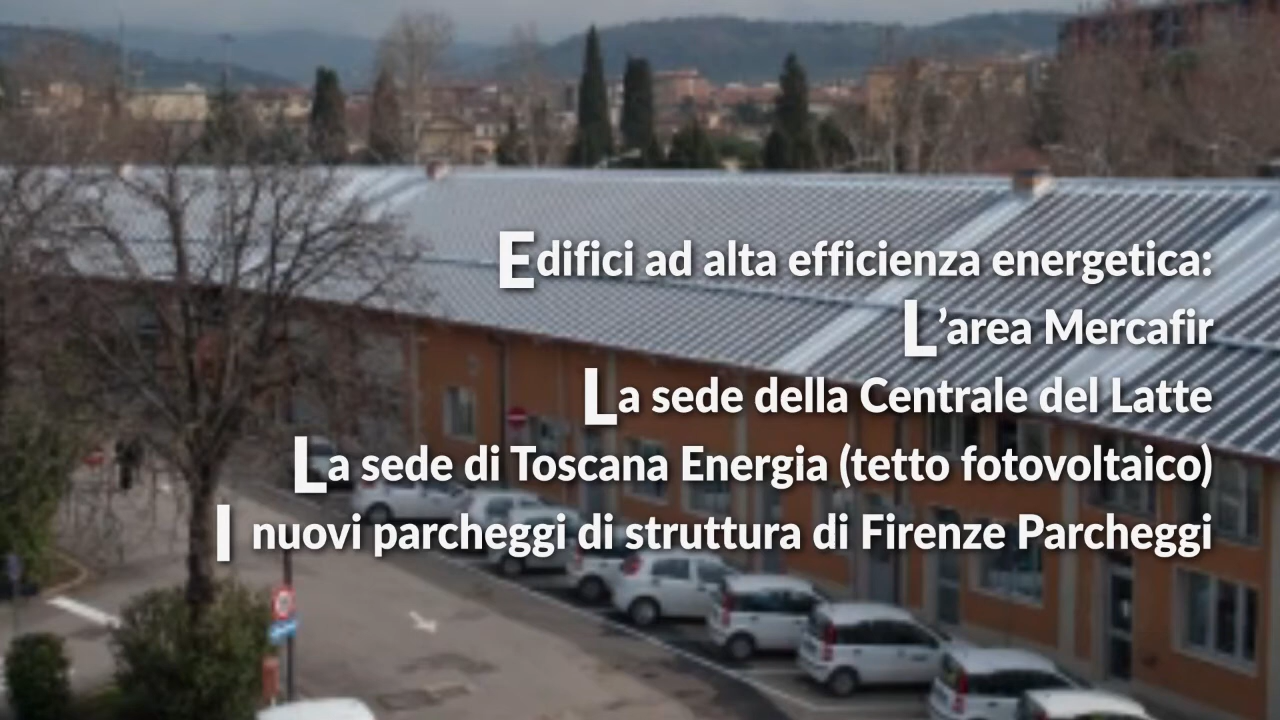 Edifici ad alta efficienza energetica:
L’area Mercafir
La sede della Centrale del Latte
La sede di Toscana Energia (tetto fotovoltaico)
I nuovi parcheggi di struttura di Firenze Parcheggi